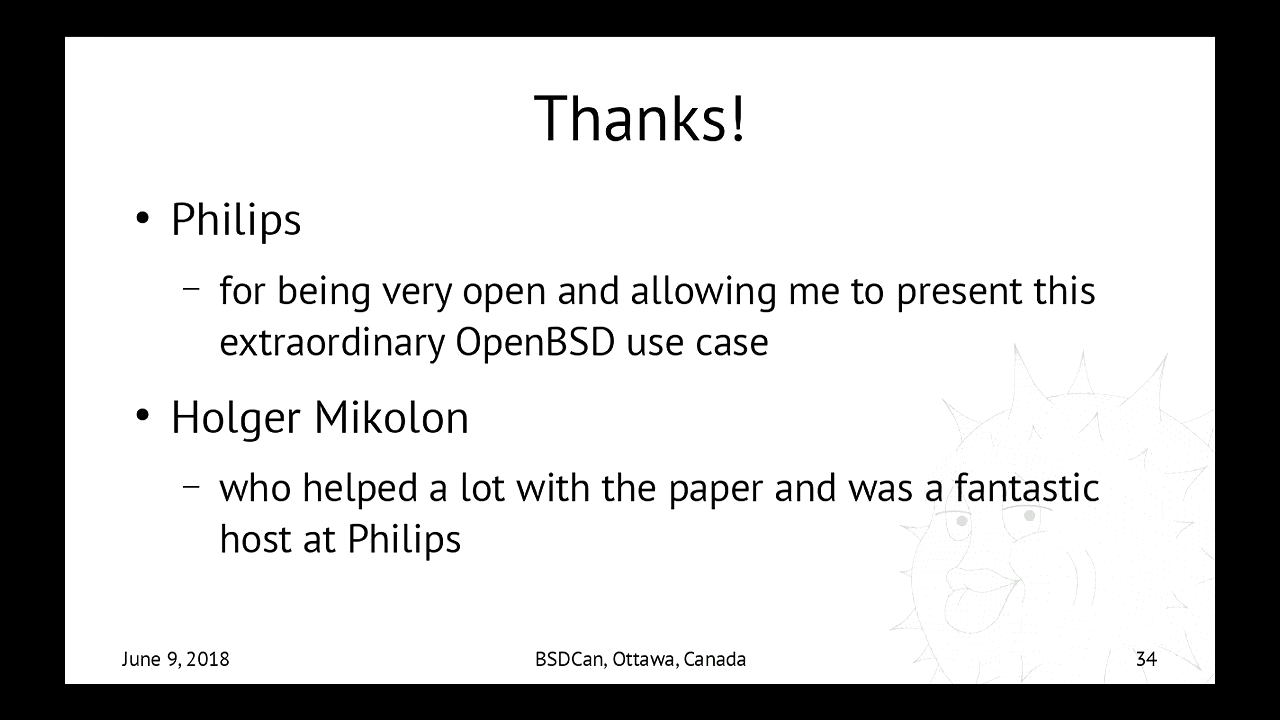 Thanks!
• Philips
– for being very open and allowing me to present this
extraordinary OpenBSD use case
• Holger Mikolon
– who helped a lot with the paper and was a fantastic
host at Philips
June 9, 2018 BSDCan, Ottawa, Canada 34